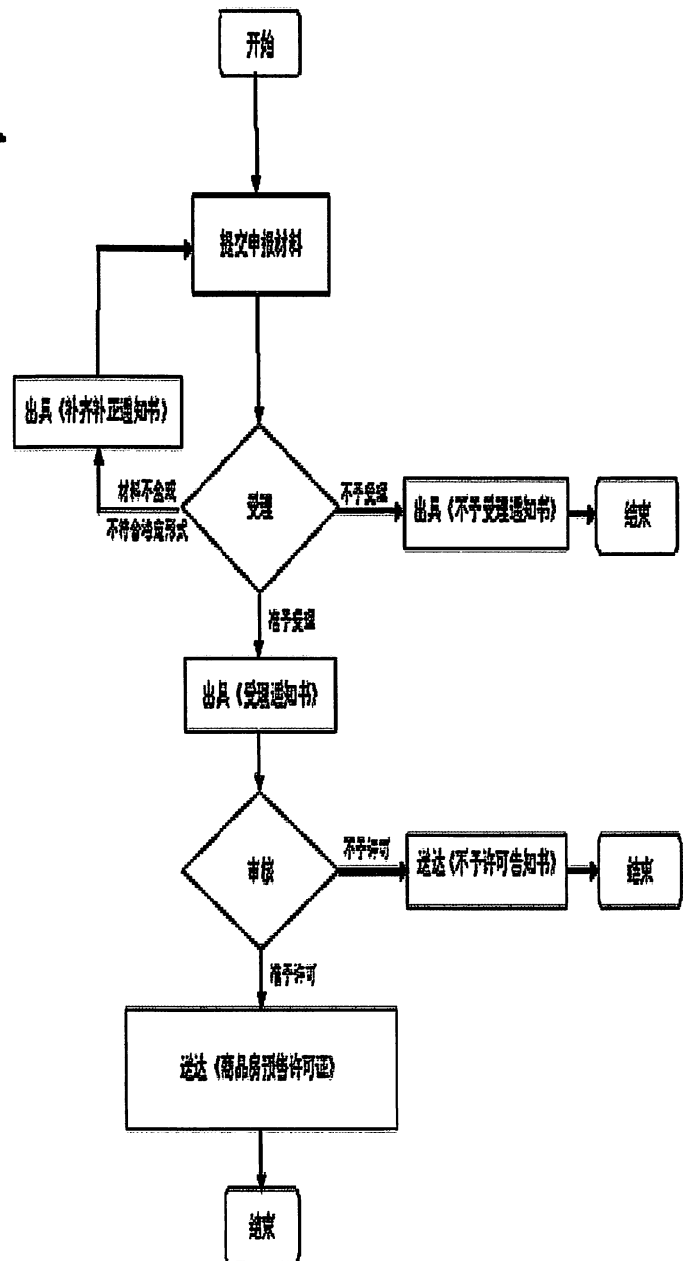 开始
提交申报材料
出具《补齐补正通知书》
材料不全或
不符合法定形式
受理
不予受理
出具《不予受理通知书》
结束
准予受理
出具《受理通知书》
审核
不予许可
送达《不予许可告知书》
结束
准予许可
送达《商品房预售许可证》
结束